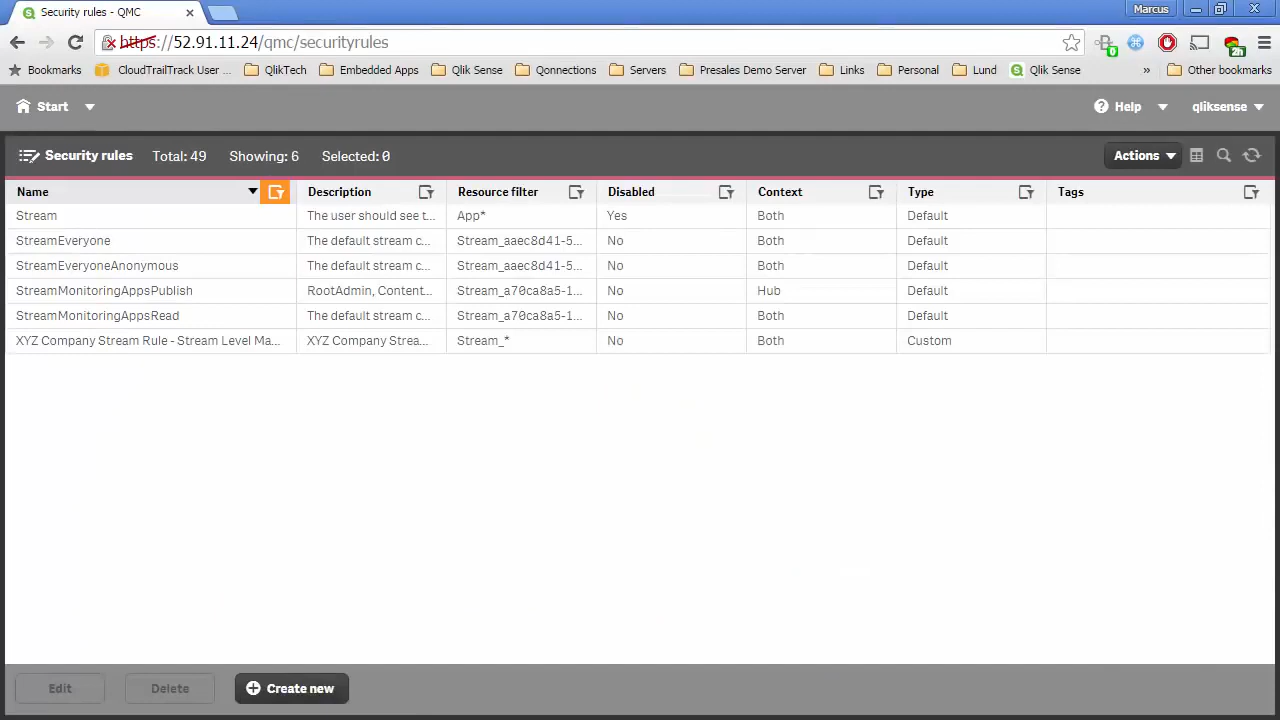 Security rules - QMC
Marcus
https://52.91.11.24/qmc/securityrules
0
2h
Bookmarks CloudTrailTrack User ... QlikTech Embedded Apps Qlik Sense Qonnections Servers Presales Demo Server Links Personal Lund Qlik Sense » Other bookmarks
Start Help qliksense
Security rules Total: 49 Showing: 6 Selected: 0 Actions
Name Description Resource filter Disabled Context Type Tags
Stream The user should see t... App* Yes Both Default
StreamEveryone The default stream c... Stream_aaec8d41-5... No Both Default
StreamEveryoneAnonymous The default stream c... Stream_aaec8d41-5... No Both Default
StreamMonitoringAppsPublish RootAdmin, Content... Stream_a70ca8a5-1... No Hub Default
StreamMonitoringAppsRead The default stream c... Stream_a70ca8a5-1... No Both Default
XYZ Company Stream Rule - Stream Level Ma... XYZ Company Strea... Stream_* No Both Custom
Edit Delete Create new